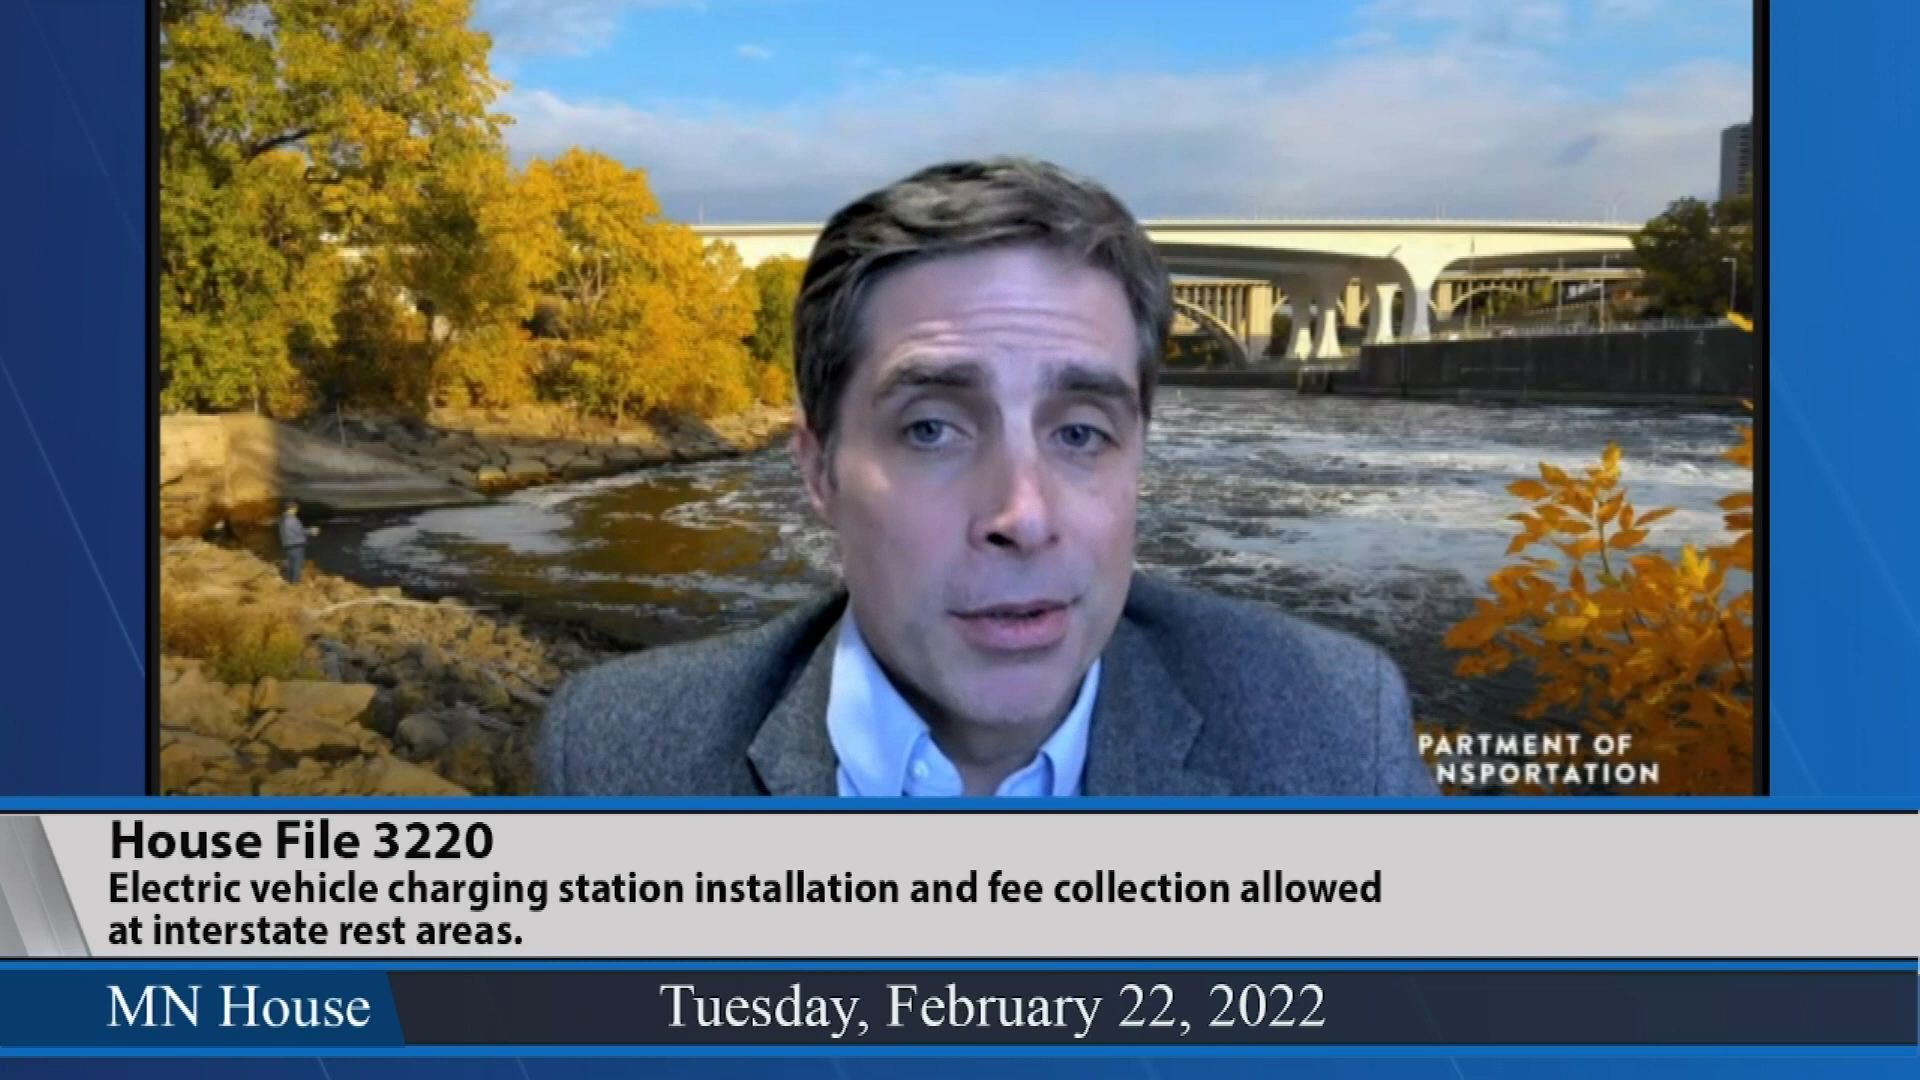 PARTMENT OF
NSPORTATION
House File 3220
Electric vehicle charging station installation and fee collection allowed
at interstate rest areas.
MN House
Tuesday, February 22, 2022